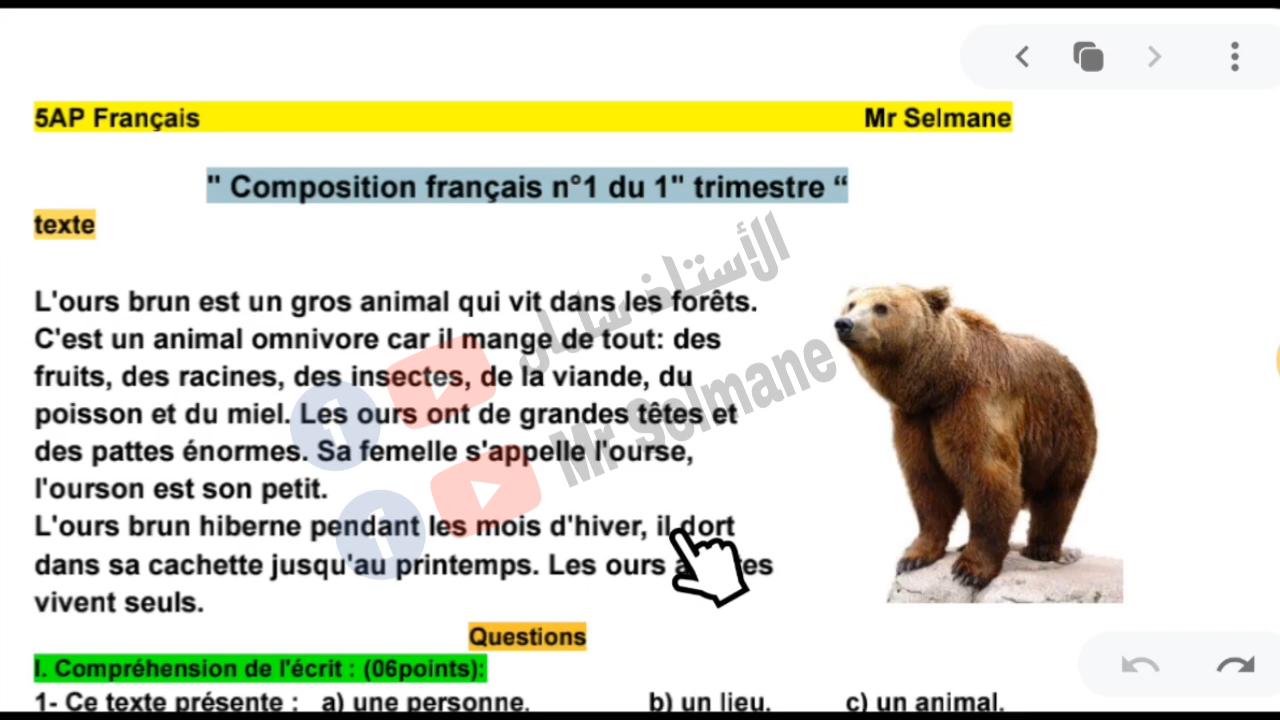 5AP Français Mr Selmane
" Composition français n°1 du 1" trimestre “
texte
الأستاذ سلمان
Mr Selmane
L'ours brun est un gros animal qui vit dans les forêts.
C'est un animal omnivore car il mange de tout: des
fruits, des racines, des insectes, de la viande, du
poisson et du miel. Les ours ont de grandes têtes et
des pattes énormes. Sa femelle s'appelle l'ourse,
l'ourson est son petit.
L'ours brun hiberne pendant les mois d'hiver, il dort
dans sa cachette jusqu'au printemps. Les ours
vivent seuls.
Questions
I. Compréhension de l'écrit : (06points):
1- Ce texte présente : a) une personne. b) un lieu. c) un animal.